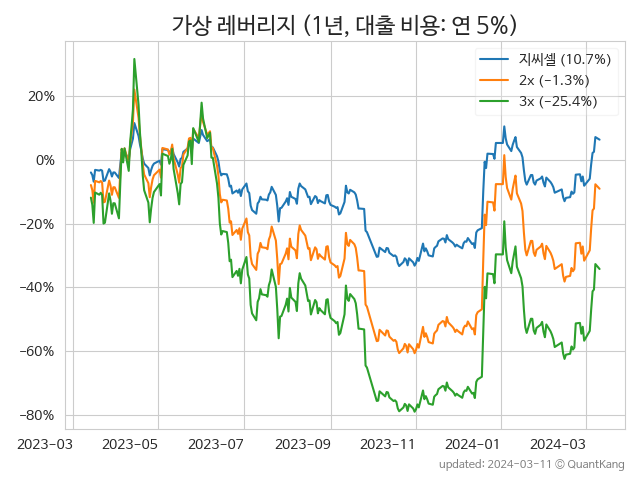 가상 레버리지 (1년, 대출 비용: 연 5%)
지씨셀 (10.7%)
2x (−1.3%)
3x (−25.4%)
20%
0%
−20%
−40%
−60%
−80%
2023−03 2023−05 2023−07 2023−09 2023−11 2024−01 2024−03
updated: 2024−03−11 © QuantKang